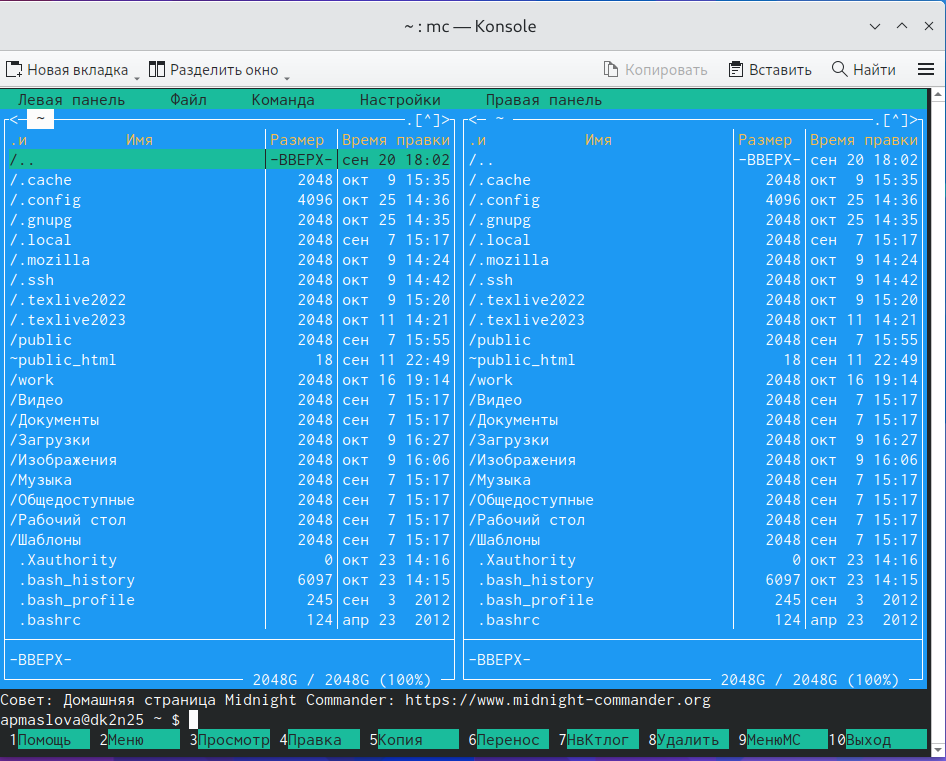 ~ : mc — Konsole
Новая вкладка Разделить окно Копировать Вставить Найти
Левая панель Файл Команда Настройки Правая панель
<- ~ .[^]> <- ~ .[^]>
.и Имя Размер Время правки .и Имя Размер Время правки
/.. -ВВЕРХ- сен 20 18:02 /.. -ВВЕРХ- сен 20 18:02
/.cache 2048 окт 9 15:35 /.cache 2048 окт 9 15:35
/.config 4096 окт 25 14:36 /.config 4096 окт 25 14:36
/.gnupg 2048 окт 25 14:35 /.gnupg 2048 окт 25 14:35
/.local 2048 сен 7 15:17 /.local 2048 сен 7 15:17
/.mozilla 2048 окт 9 14:24 /.mozilla 2048 окт 9 14:24
/.ssh 2048 окт 9 14:42 /.ssh 2048 окт 9 14:42
/.texlive2022 2048 окт 9 15:20 /.texlive2022 2048 окт 9 15:20
/.texlive2023 2048 окт 11 14:21 /.texlive2023 2048 окт 11 14:21
/public 2048 сен 7 15:55 /public 2048 сен 7 15:55
~public_html 18 сен 11 22:49 ~public_html 18 сен 11 22:49
/work 2048 окт 16 19:14 /work 2048 окт 16 19:14
/Видео 2048 сен 7 15:17 /Видео 2048 сен 7 15:17
/Документы 2048 сен 7 15:17 /Документы 2048 сен 7 15:17
/Загрузки 2048 окт 9 16:27 /Загрузки 2048 окт 9 16:27
/Изображения 2048 окт 9 16:06 /Изображения 2048 окт 9 16:06
/Музыка 2048 сен 7 15:17 /Музыка 2048 сен 7 15:17
/Общедоступные 2048 сен 7 15:17 /Общедоступные 2048 сен 7 15:17
/Рабочий стол 2048 сен 7 15:17 /Рабочий стол 2048 сен 7 15:17
/Шаблоны 2048 сен 7 15:17 /Шаблоны 2048 сен 7 15:17
.Xauthority 0 окт 23 14:16 .Xauthority 0 окт 23 14:16
.bash_history 6097 окт 23 14:15 .bash_history 6097 окт 23 14:15
.bash_profile 245 сен 3 2012 .bash_profile 245 сен 3 2012
.bashrc 124 апр 23 2012 .bashrc 124 апр 23 2012
-ВВЕРХ- -ВВЕРХ-
2048G / 2048G (100%) 2048G / 2048G (100%)
Совет: Домашняя страница Midnight Commander: https://www.midnight-commander.org
apmaslova@dk2n25 ~ $
1Помощь 2Меню 3Просмотр 4Правка 5Копия 6Перенос 7НвКтлог 8Удалить 9МенюМС 10Выход